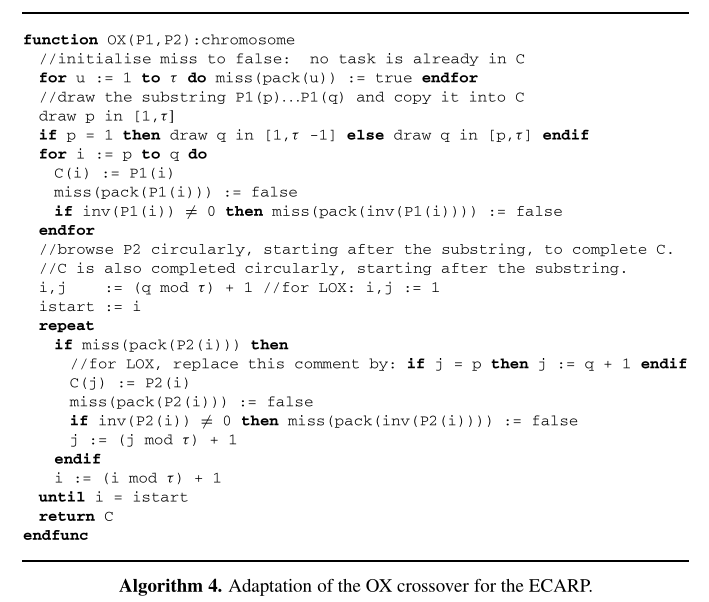 function OX(P1,P2):chromosome
//initialise miss to false: no task is already in C
for u := 1 to τ do miss(pack(u)) := true endfor
//draw the substring P1(p)...P1(q) and copy it into C
draw p in [1,τ]
if p = 1 then draw q in [1,τ -1] else draw q in [p,τ] endif
for i := p to q do
C(i) := P1(i)
miss(pack(P1(i))) := false
if inv(P1(i)) ≠ 0 then miss(pack(inv(P1(i)))) := false
endfor
//browse P2 circularly, starting after the substring, to complete C.
//C is also completed circularly, starting after the substring.
i,j := (q mod τ) + 1 //for LOX: i,j := 1
istart := i
repeat
if miss(pack(P2(i))) then
//for LOX, replace this comment by: if j = p then j := q + 1 endif
C(j) := P2(i)
miss(pack(P2(i))) := false
if inv(P2(i)) ≠ 0 then miss(pack(inv(P2(i)))) := false
j := (j mod τ) + 1
endif
i := (i mod τ) + 1
until i = istart
return C
endfunc
Algorithm 4. Adaptation of the OX crossover for the ECARP.